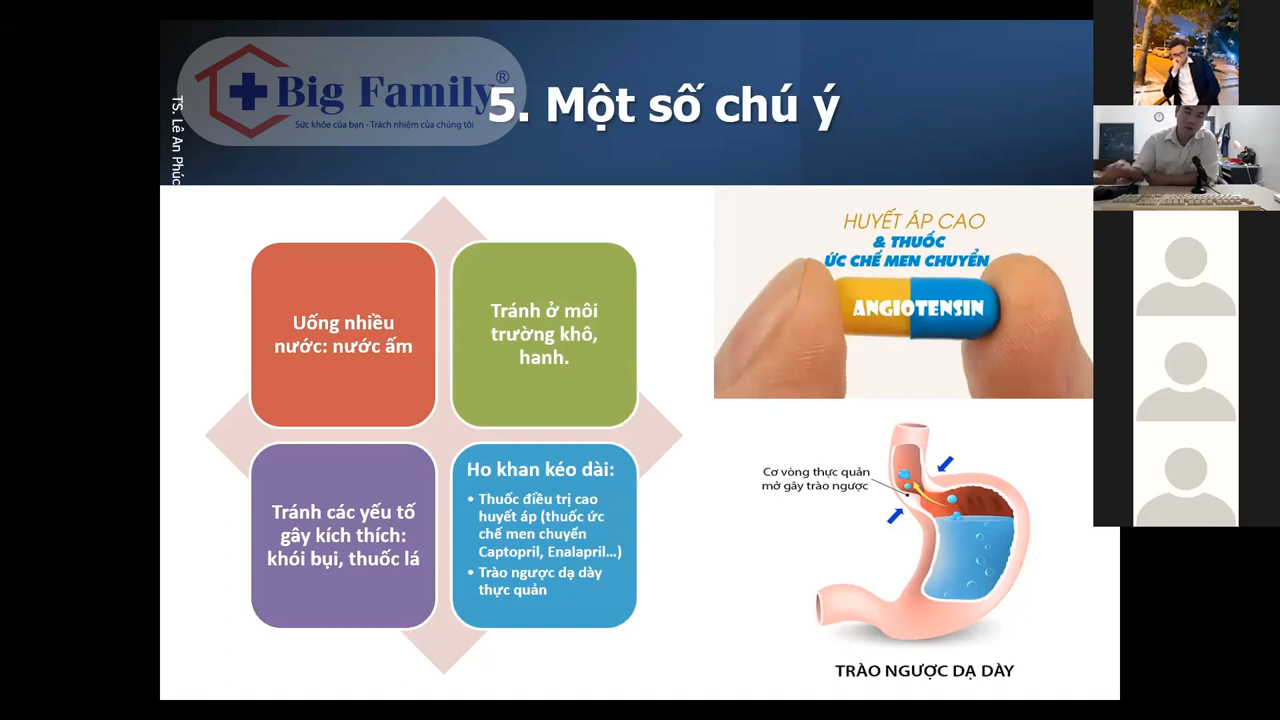 TS. Lê An Phúc
Big Family®
Sức khỏe của bạn - Trách nhiệm của chúng tôi
5. Một số chú ý
Uống nhiều
nước: nước ấm
Tránh ở môi
trường khô,
hanh.
Tránh các yếu tố
gây kích thích:
khói bụi, thuốc lá
Ho khan kéo dài:
• Thuốc điều trị cao
huyết áp (thuốc ức
chế men chuyển
Captopril, Enalapril...)
• Trào ngược dạ dày
thực quản
HUYẾT ÁP CAO
& THUỐC
ỨC CHẾ MEN CHUYỂN
ANGIOTENSIN
Cơ vòng thực quản
mở gây trào ngược
TRÀO NGƯỢC DẠ DÀY